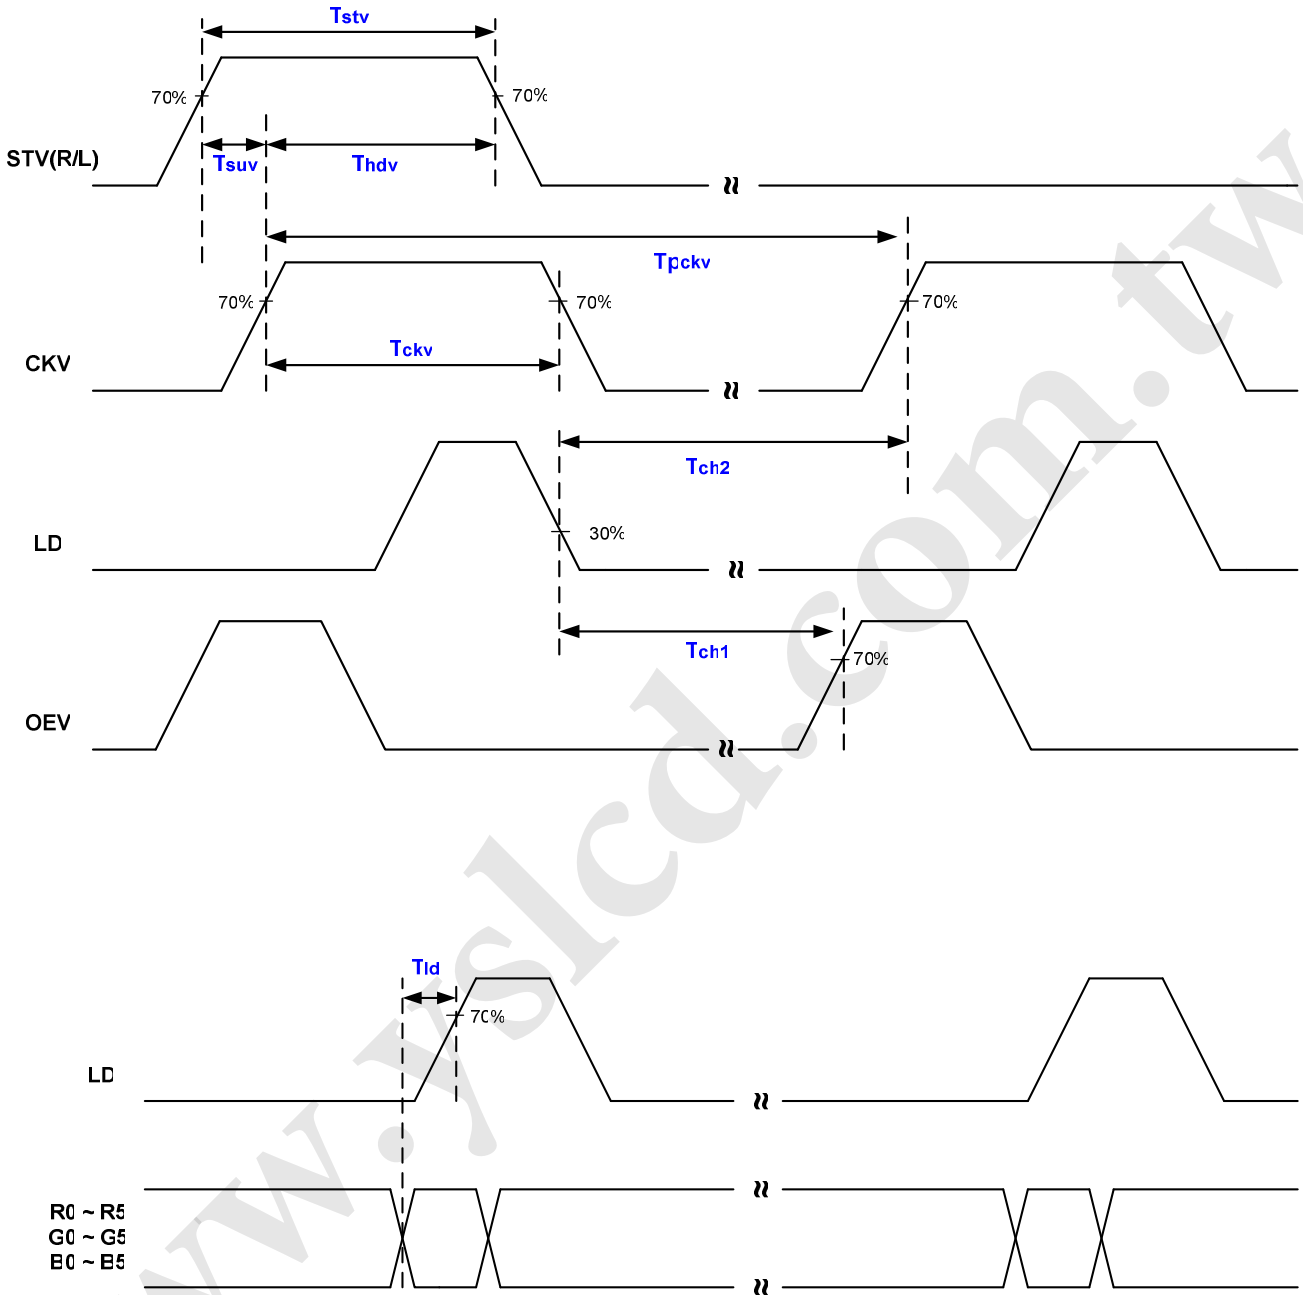 Tstv
70%
70%
STV(R/L)
Tsuv
Thdv
Tpckv
70%
70%
70%
Tckv
CKV
Tch2
30%
LD
Tch1
70%
OEV
Tld
70%
LD
R0 ~ R5
G0 ~ G5
B0 ~ B5
www.yslcd.com.tw